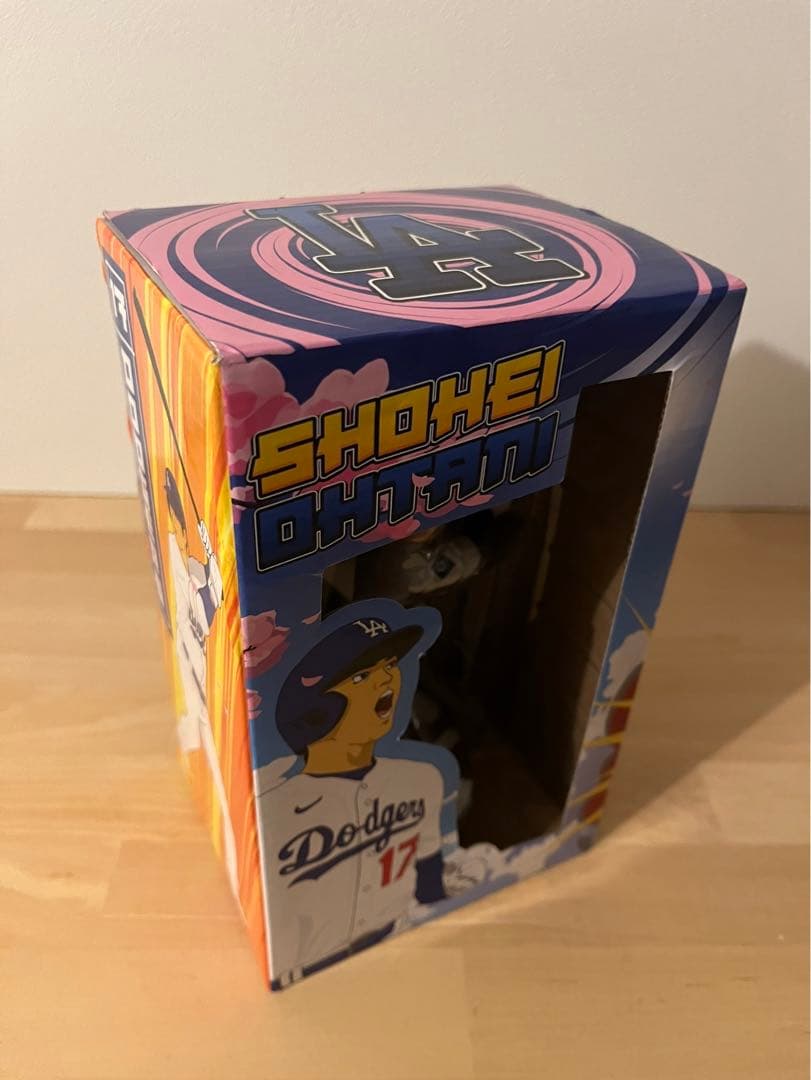 LA
SHOHEI
OHTANI
LA
Dodgers
17